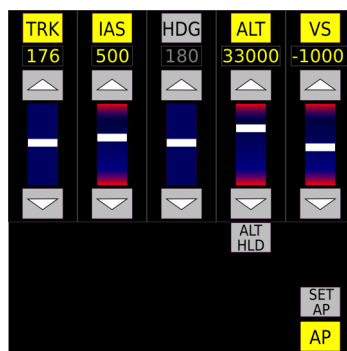 TRK IAS HDG ALT VS
176 500 180 33000 -1000
ALT
HLD
SET
AP
AP